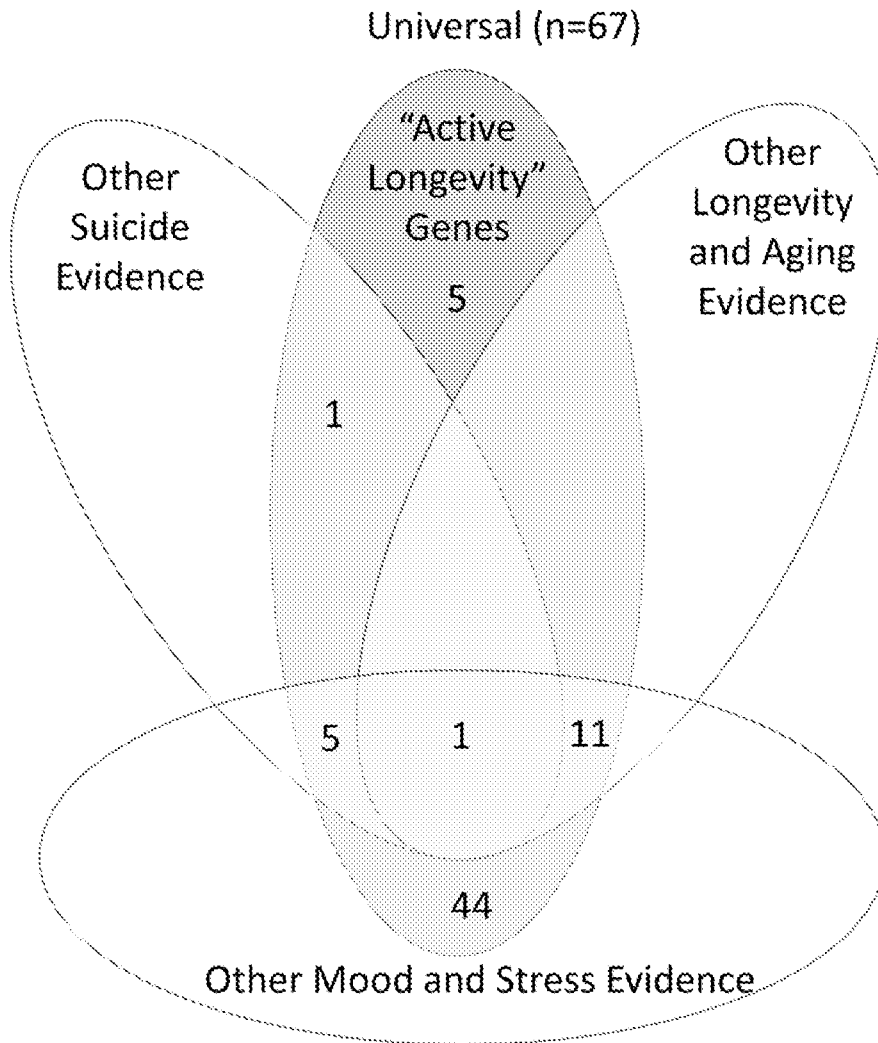 Universal (n=67)
"Active
Longevity"
Genes
5
Other
Suicide
Evidence
Other
Longevity
and Aging
Evidence
1
5
1
11
44
Other Mood and Stress Evidence